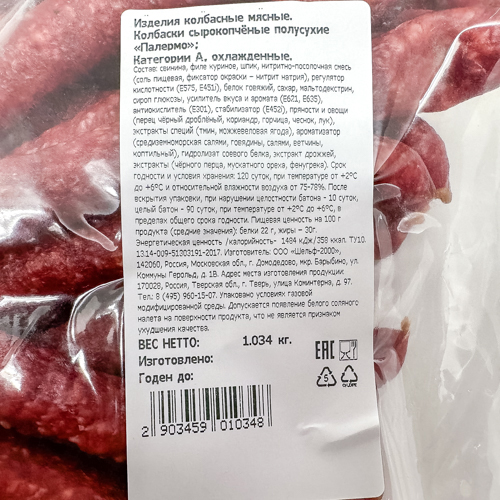 Изделия колбасные мясные.
Колбаски сырокопчёные полусухие
«Палермо»;
Категории А, охлажденные.
Состав: свинина, филе куриное, шпик, нитритно-посолочная смесь
(соль пищевая, фиксатор окраски – нитрит натрия), регулятор
кислотности (Е575, Е451i), белок говяжий, сахар, мальтодекстрин,
сироп глюкозы, усилитель вкуса и аромата (Е621, Е635),
антиокислитель (Е301), стабилизатор (Е452i), пряности и овощи
(перец чёрный дроблёный, кориандр, горчица, чеснок, лук),
экстракты специй (тмин, можжевеловая ягода), ароматизатор
(средиземноморская салями, говядины, салями, ветчины,
коптильный), гидролизат соевого белка, экстракт дрожжей,
экстракты (чёрного перца, мускатного ореха, фенугрека). Срок
годности и условия хранения: 120 суток, при температуре от +2°С
до +6°С и относительной влажности воздуха от 75-78%. После
вскрытия упаковки, при нарушении целостности батона - 10 суток,
целый батон - 90 суток, при температуре от +2°С до +6°С, в
пределах общего срока годности. Пищевая ценность на 100 г
продукта (средние значения): белки 22 г, жиры – 30г.
Энергетическая ценность /калорийность- 1484 кДж/358 ккал. ТУ10.
13.14-009-51303191-2017. Изготовитель: ООО «Шельф-2000»,
142060, Россия, Московская обл., г. Домодедово, мкр. Барыбино, ул.
Коммуны Герольд, д. 1В. Адрес места изготовления продукции:
170028, Россия, Тверская обл., г. Тверь, улица Коминтерна, д. 97.
Тел.: 8 (495) 960-15-07. Упаковано условиях газовой
модифицированной среды. Допускается появление белого соляного
налета на поверхности продукта, что не является признаком
ухудшения качества.
ВЕС НЕТТО: 1.034 кг.
Изготовлено:
Годен до:
EAC
5
2 903459 010348